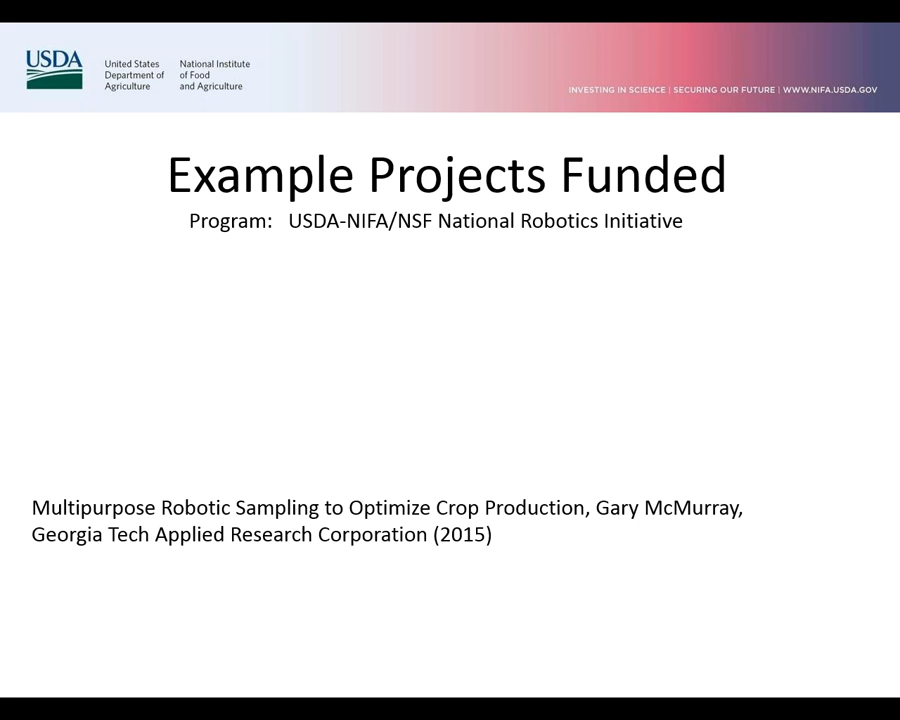 USDA
United States
Department of
Agriculture
National Institute
of Food
and Agriculture
INVESTING IN SCIENCE | SECURING OUR FUTURE | WWW.NIFA.USDA.GOV
Example Projects Funded
Program: USDA-NIFA/NSF National Robotics Initiative
Multipurpose Robotic Sampling to Optimize Crop Production, Gary McMurray,
Georgia Tech Applied Research Corporation (2015)